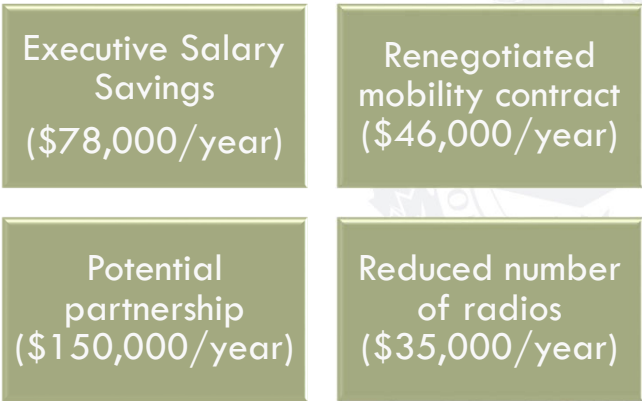 Executive Salary
Savings
($78,000/year)
Renegotiated
mobility contract
($46,000/year)
Potential
partnership
($150,000/year)
Reduced number
of radios
($35,000/year)